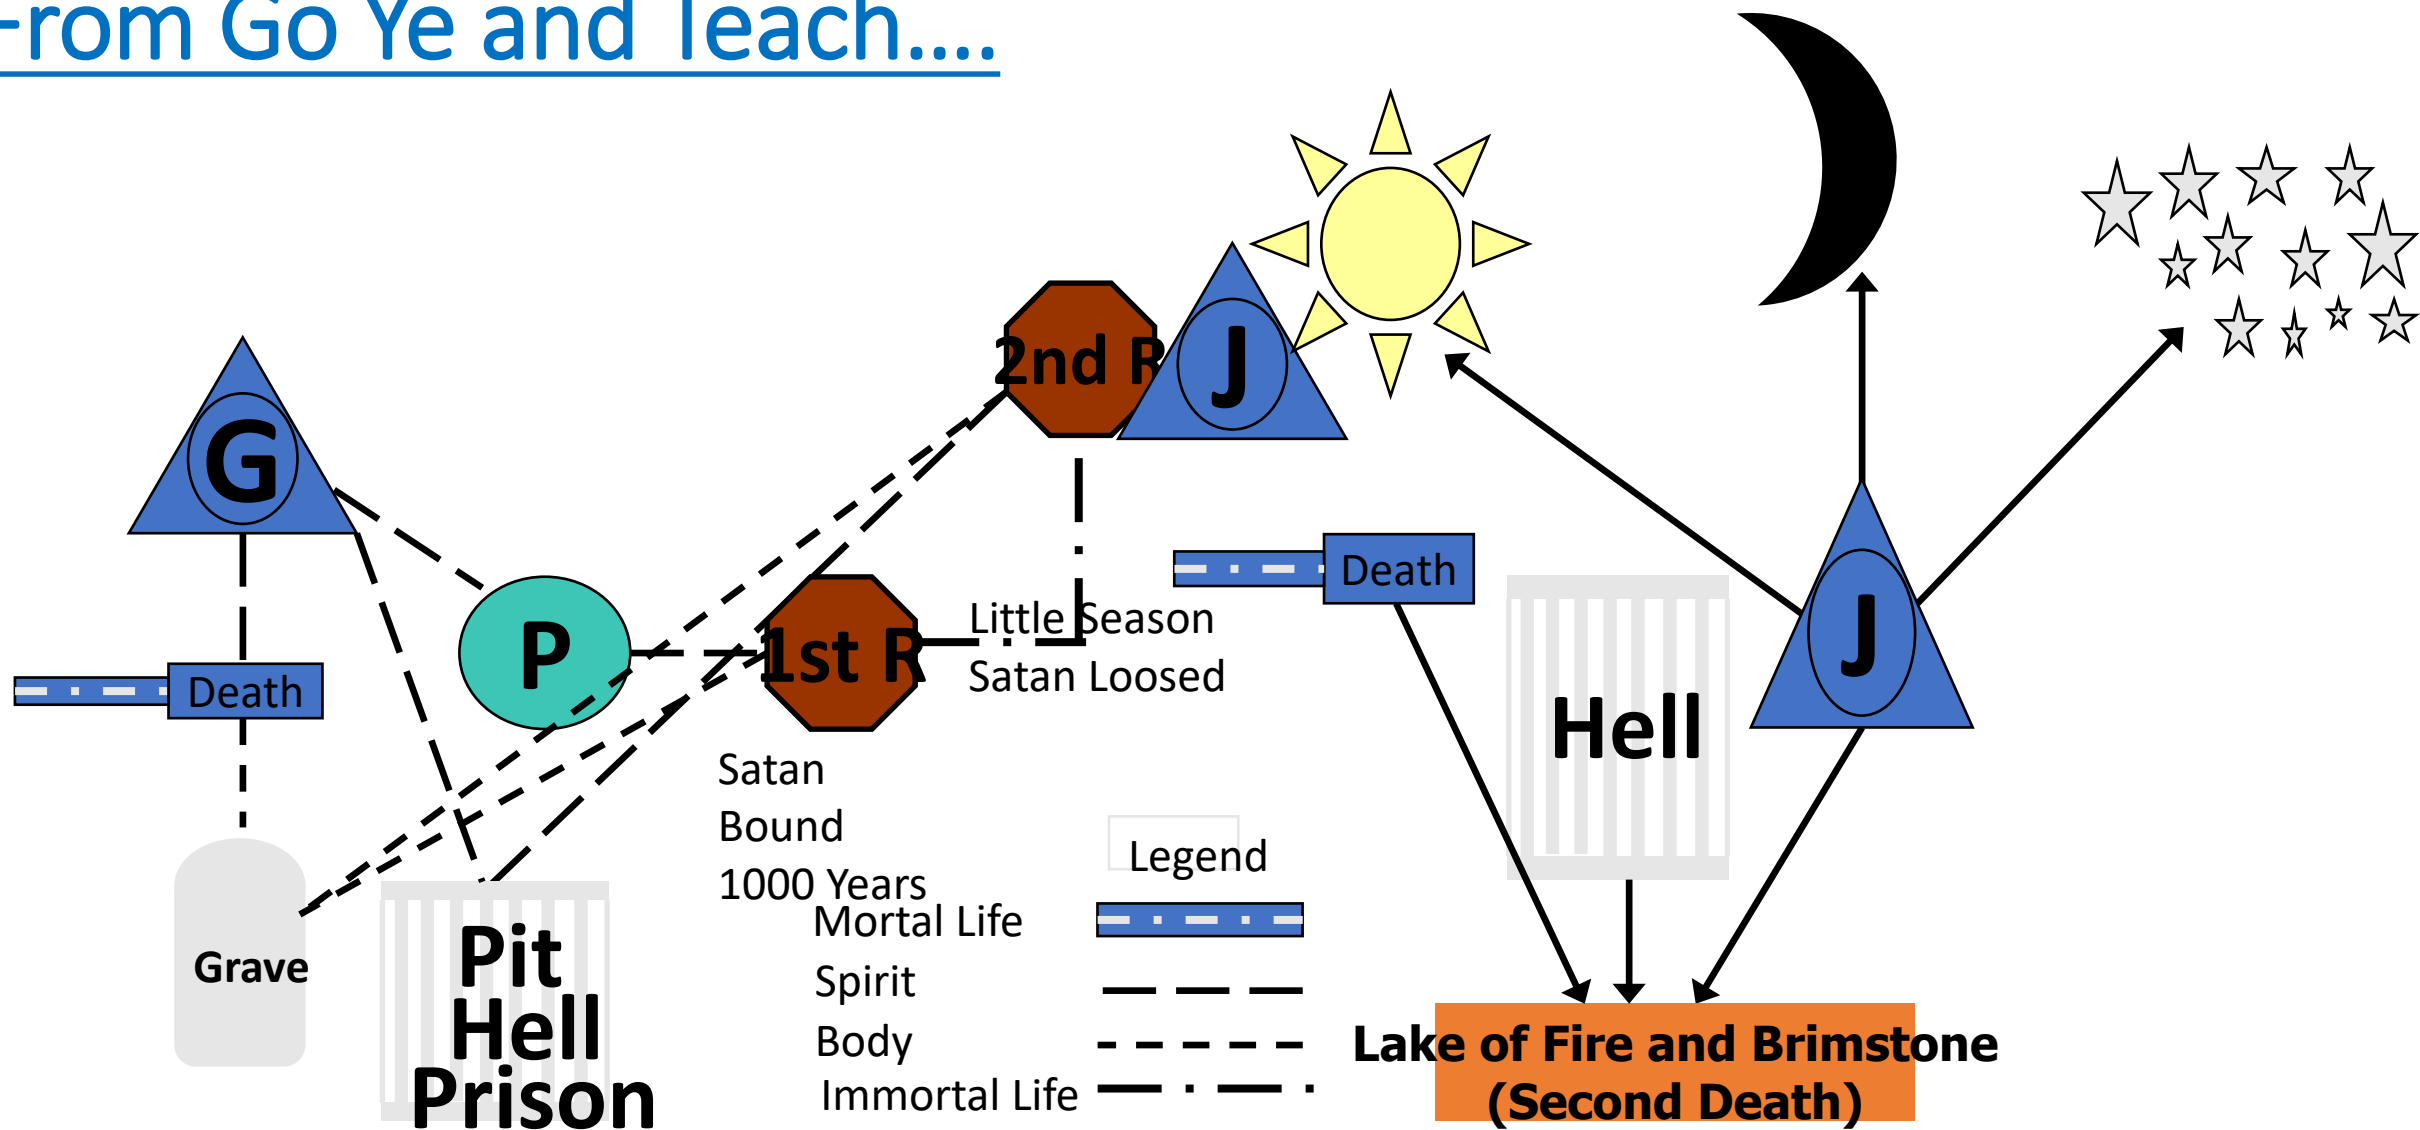 From Go Ye and Teach....
2nd R
J
G
Death
Death
P
1st R
Little Season
Satan Loosed
J
Hell
Satan
Bound
1000 Years
Grave
Pit
Hell
Prison
Legend
Mortal Life
Spirit
Body
Immortal Life
Lake of Fire and Brimstone
(Second Death)